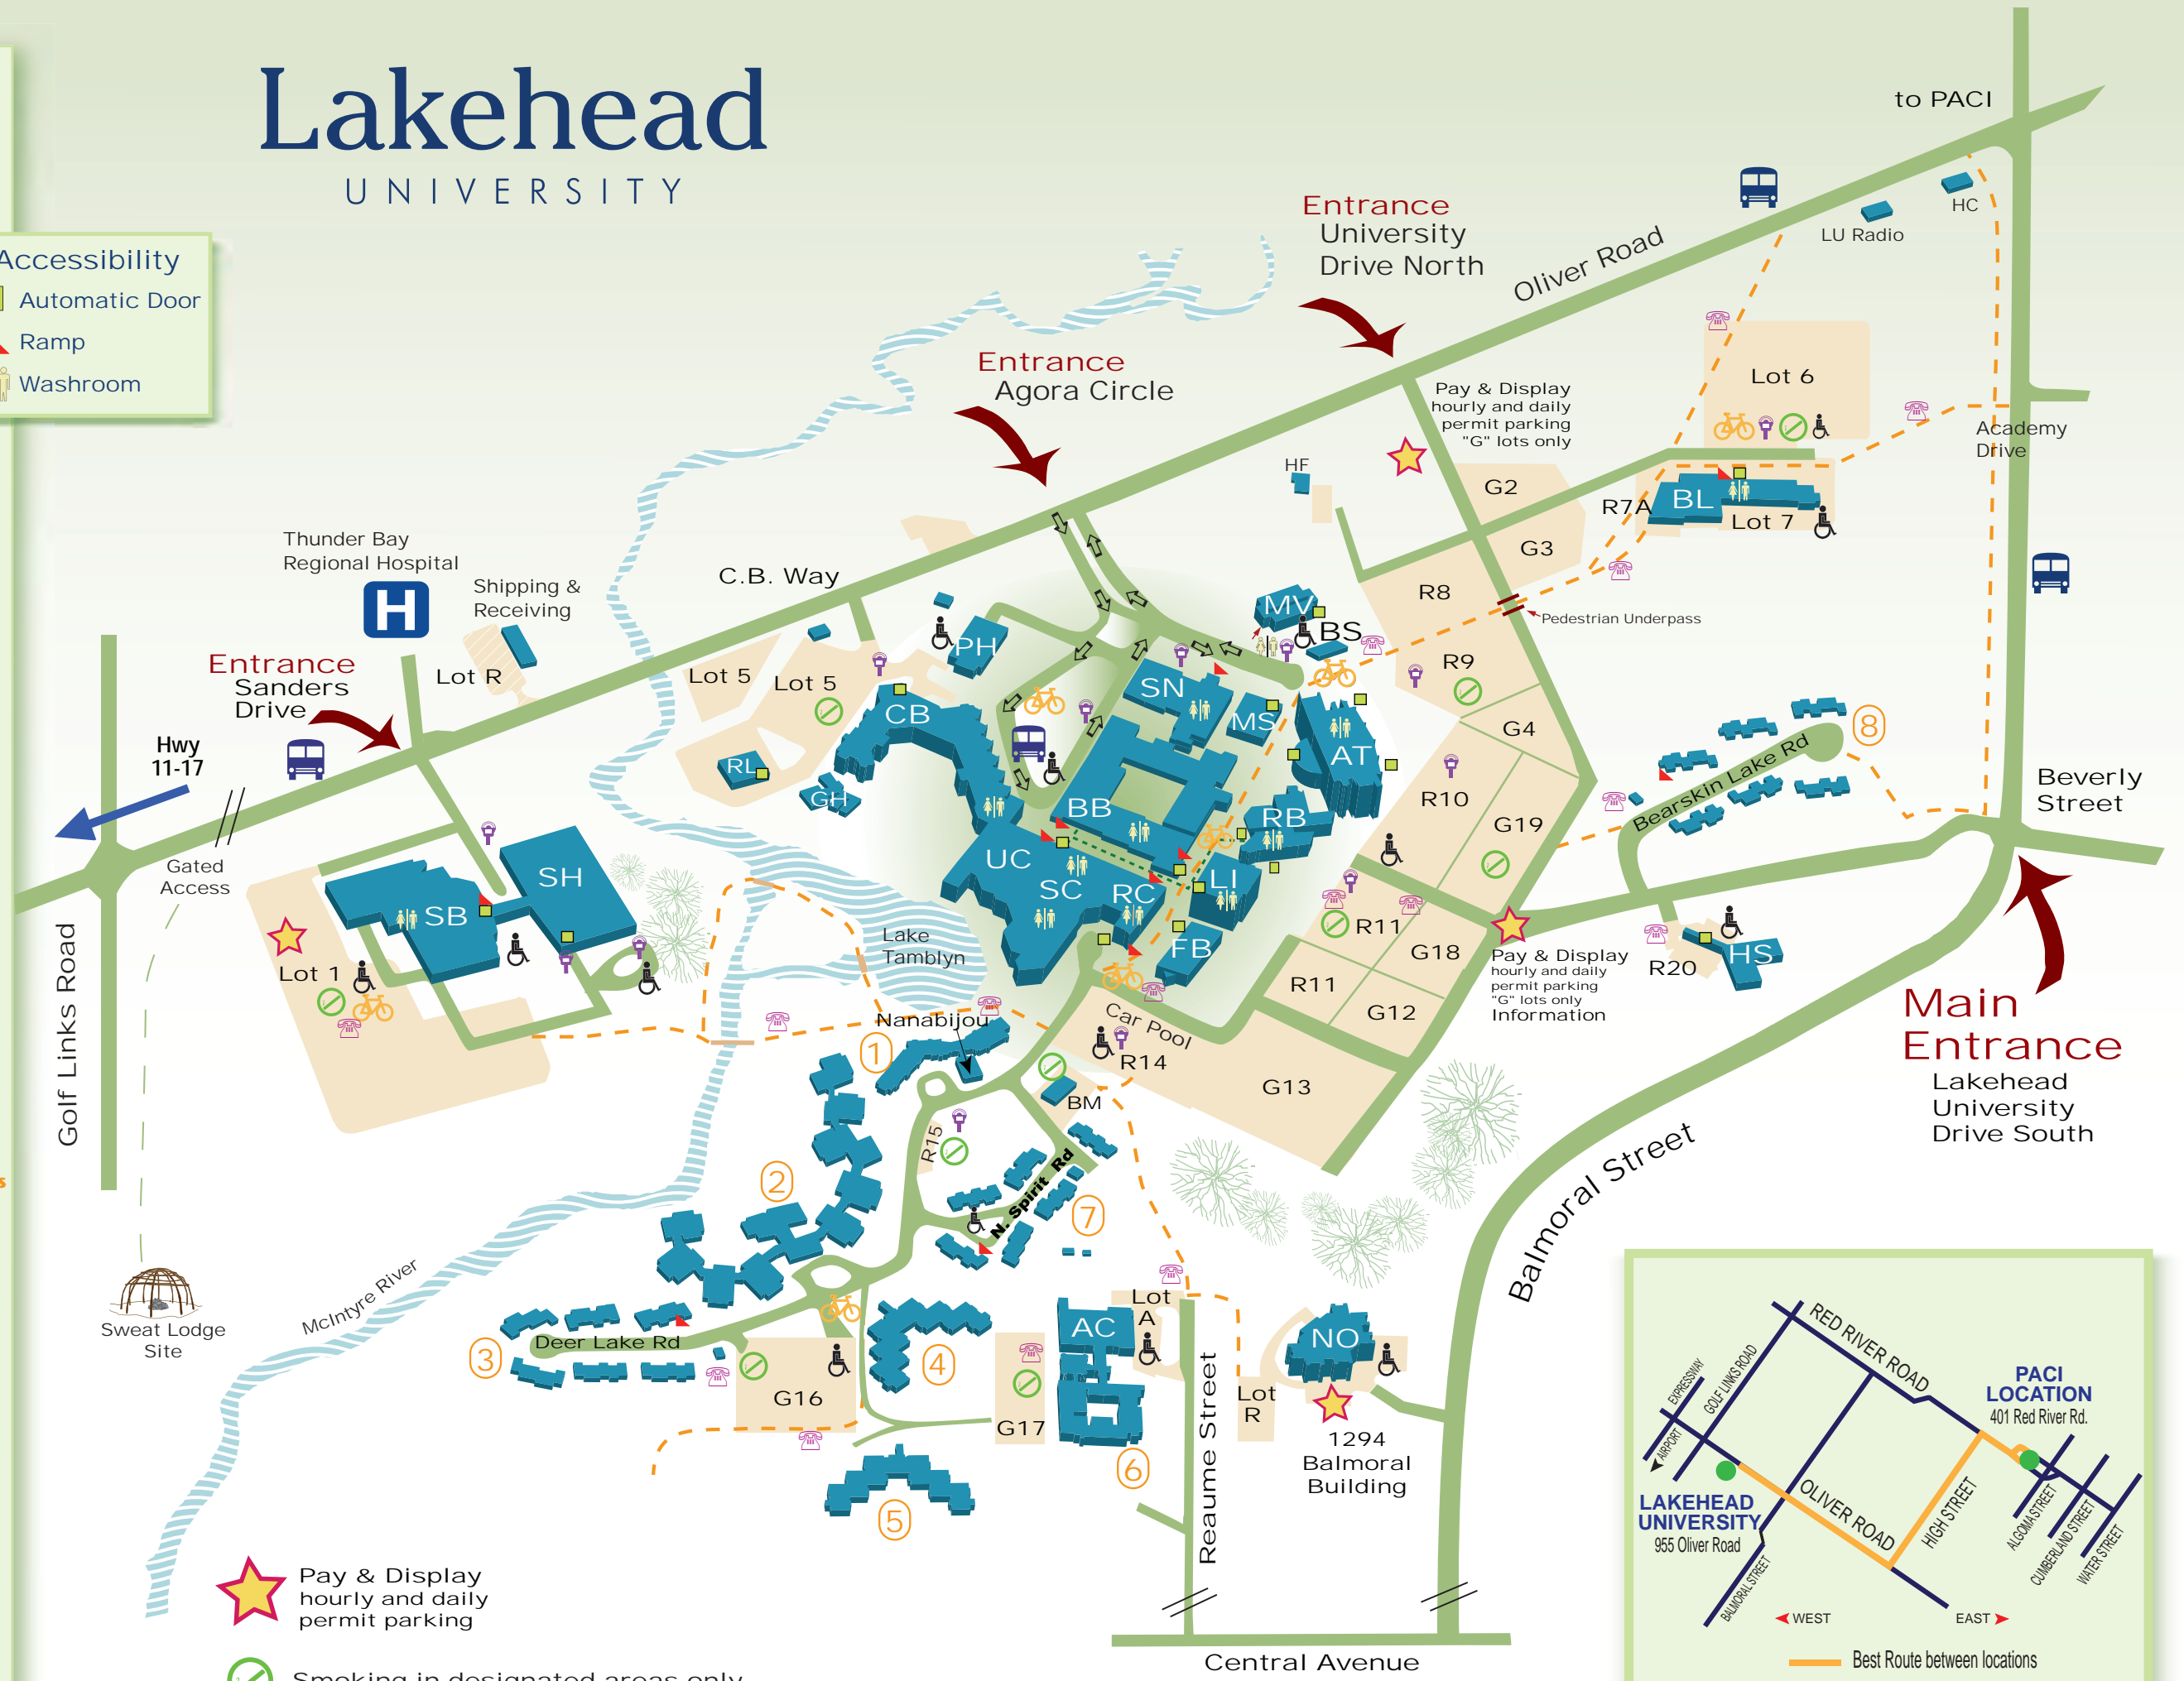 Lakehead
UNIVERSITY
Accessibility
Automatic Door
Ramp
Washroom
to PACI
HC
LU Radio
Entrance
University
Drive North
Oliver Road
Entrance
Agora Circle
Pay & Display
hourly and daily
permit parking
"G" lots only
Lot 6
Academy
Drive
HF
G2
G3
R7A
BL
Lot 7
Thunder Bay
Regional Hospital
H
Shipping &
Receiving
Lot R
C.B. Way
Entrance
Sanders
Drive
Hwy
11-17
Gated
Access
Golf Links Road
Lot 5
Lot 5
PH
CB
RL
GH
MV
BS
R8
Pedestrian Underpass
R9
SN
MS
AT
G4
R10
G19
BB
RB
UC
SC
RC
LI
FB
SH
SB
Lot 1
Lake
Tamblyn
R11
R11
G18
G12
Bearskin Lake Rd
8
Beverly
Street
Pay & Display
hourly and daily
permit parking
"G" lots only
Information
R20
HS
Main
Entrance
Lakehead
University
Drive South
Nanabijou
1
Car Pool
R14
G13
BM
R15
2
N. Spirit Rd
7
Balmoral Street
McIntyre River
Sweat Lodge
Site
3
Deer Lake Rd
G16
4
G17
AC
Lot
A
6
5
Reaume Street
Lot
R
NO
1294
Balmoral
Building
Central Avenue
Pay & Display
hourly and daily
permit parking
Smoking in designated areas only
RED RIVER ROAD
EXPRESSWAY
GOLF LINKS ROAD
AIRPORT
PACI
LOCATION
401 Red River Rd.
LAKEHEAD
UNIVERSITY
955 Oliver Road
OLIVER ROAD
HIGH STREET
ALGOMA STREET
CUMBERLAND STREET
WATER STREET
BALMORAL STREET
WEST
EAST
Best Route between locations